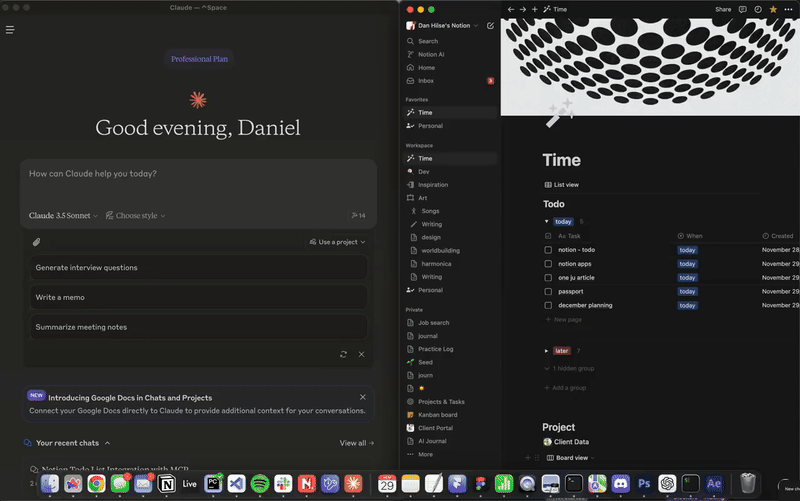 Claude — ^Space
Professional Plan
Good evening, Daniel
How can Claude help you today?
Claude 3.5 Sonnet
Choose style
14
Use a project
Generate interview questions
Write a memo
Summarize meeting notes
NEW
Introducing Google Docs in Chats and Projects
Connect your Google Docs directly to Claude to provide additional context for your conversations.
Your recent chats
View all
Notion Todo List Integration with MCP
Time
Share
Dan Hilse's Notion
Search
Notion AI
Home
Inbox
3
Favorites
Time
Personal
Workspace
Time
Dev
Inspiration
Art
Songs
Writing
design
worldbuilding
harmonica
Writing
Personal
Private
Job search
journal
Practice Log
Seed
journ
Projects & Tasks
Kanban board
Client Portal
AI Journal
More
Time
List view
Todo
today 5
Aa Task When Created
notion - todo today November 28
notion apps today November 29
one ju article today November 29
passport today November 29
december planning today November 29
New page
later 7
1 hidden group
Add a group
Project
Client Data
Board view
Live
29
Ps
Ae
New